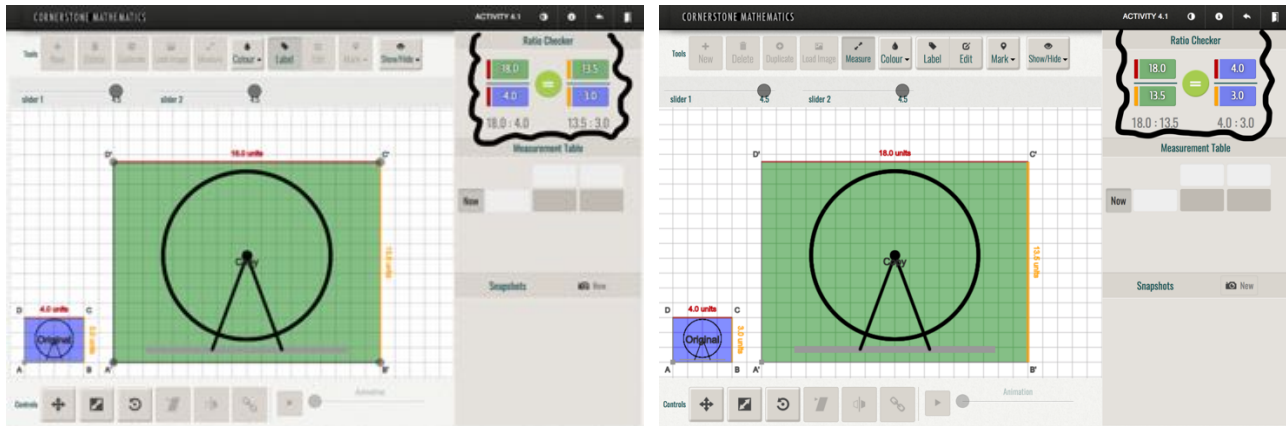 CORNERSTONE MATHEMATICS
ACTIVITY 4.1
Tools
New
Delete
Duplicate
Load Image
Measure
Colour
Label
Edit
Mark
Show/Hide
Ratio Checker
18.0
13.5
4.0
3.0
18.0 : 4.0
13.5 : 3.0
slider 1
4.5
slider 2
4.5
Measurement Table
Now
D'
18.0 units
C'
13.5 units
Copy
D
4.0 units
C
3.0 units
Original
A
B
A'
B'
Snapshots
New
Controls
Animation
CORNERSTONE MATHEMATICS
ACTIVITY 4.1
Tools
New
Delete
Duplicate
Load Image
Measure
Colour
Label
Edit
Mark
Show/Hide
Ratio Checker
18.0
4.0
13.5
3.0
18.0 : 13.5
4.0 : 3.0
slider 1
4.5
slider 2
4.5
Measurement Table
Now
D'
18.0 units
C'
13.5 units
Copy
D
4.0 units
C
3.0 units
Original
A
B
A'
B'
Snapshots
New
Controls
Animation